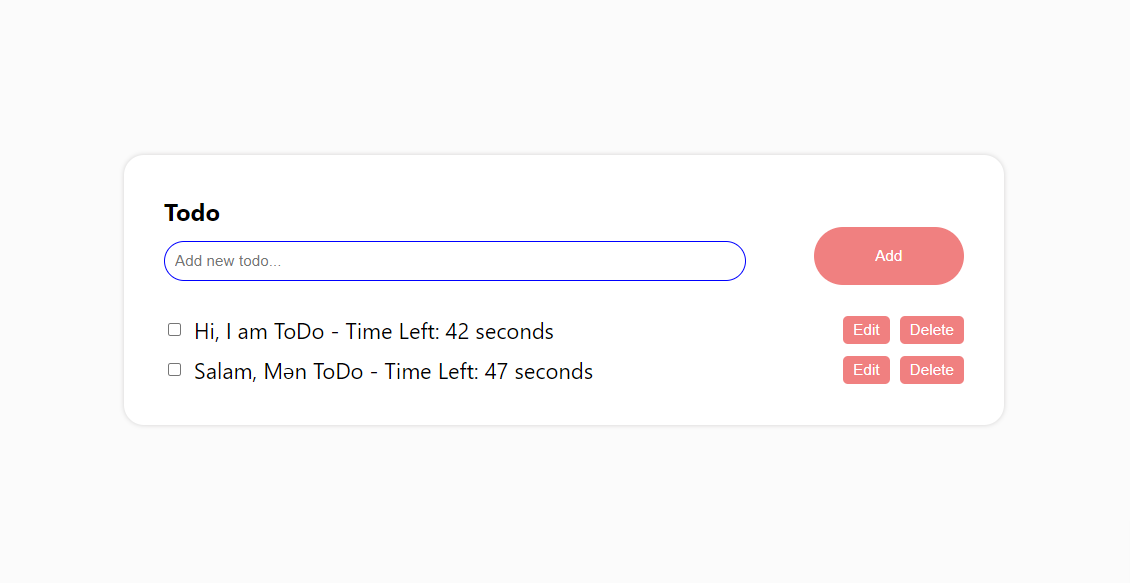 Todo
Add new todo...
Add
Hi, I am ToDo - Time Left: 42 seconds
Edit Delete
Salam, Mən ToDo - Time Left: 47 seconds
Edit Delete